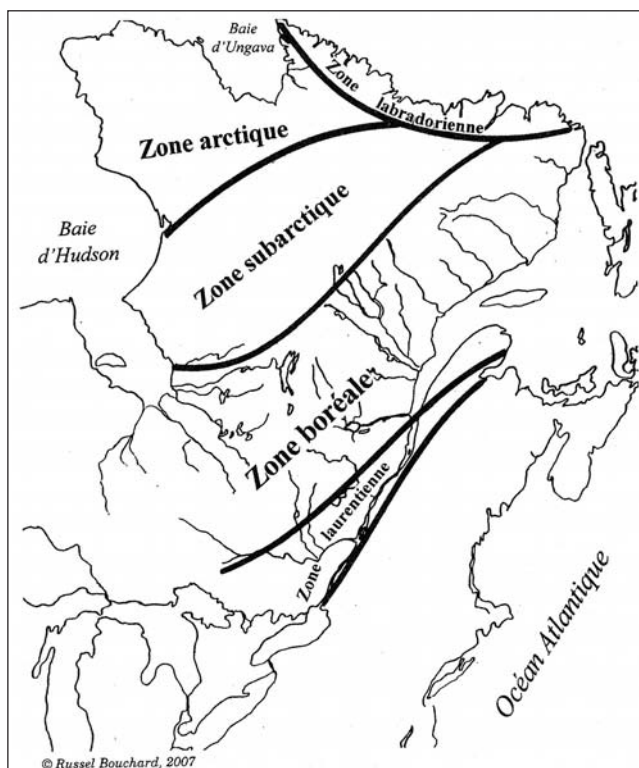 Baie
d'Ungava
Zone
labradorienne
Zone arctique
Baie
d'Hudson
Zone subarctique
Zone boréale
Zone
laurentienne
Océan Atlantique
© Russel Bouchard, 2007